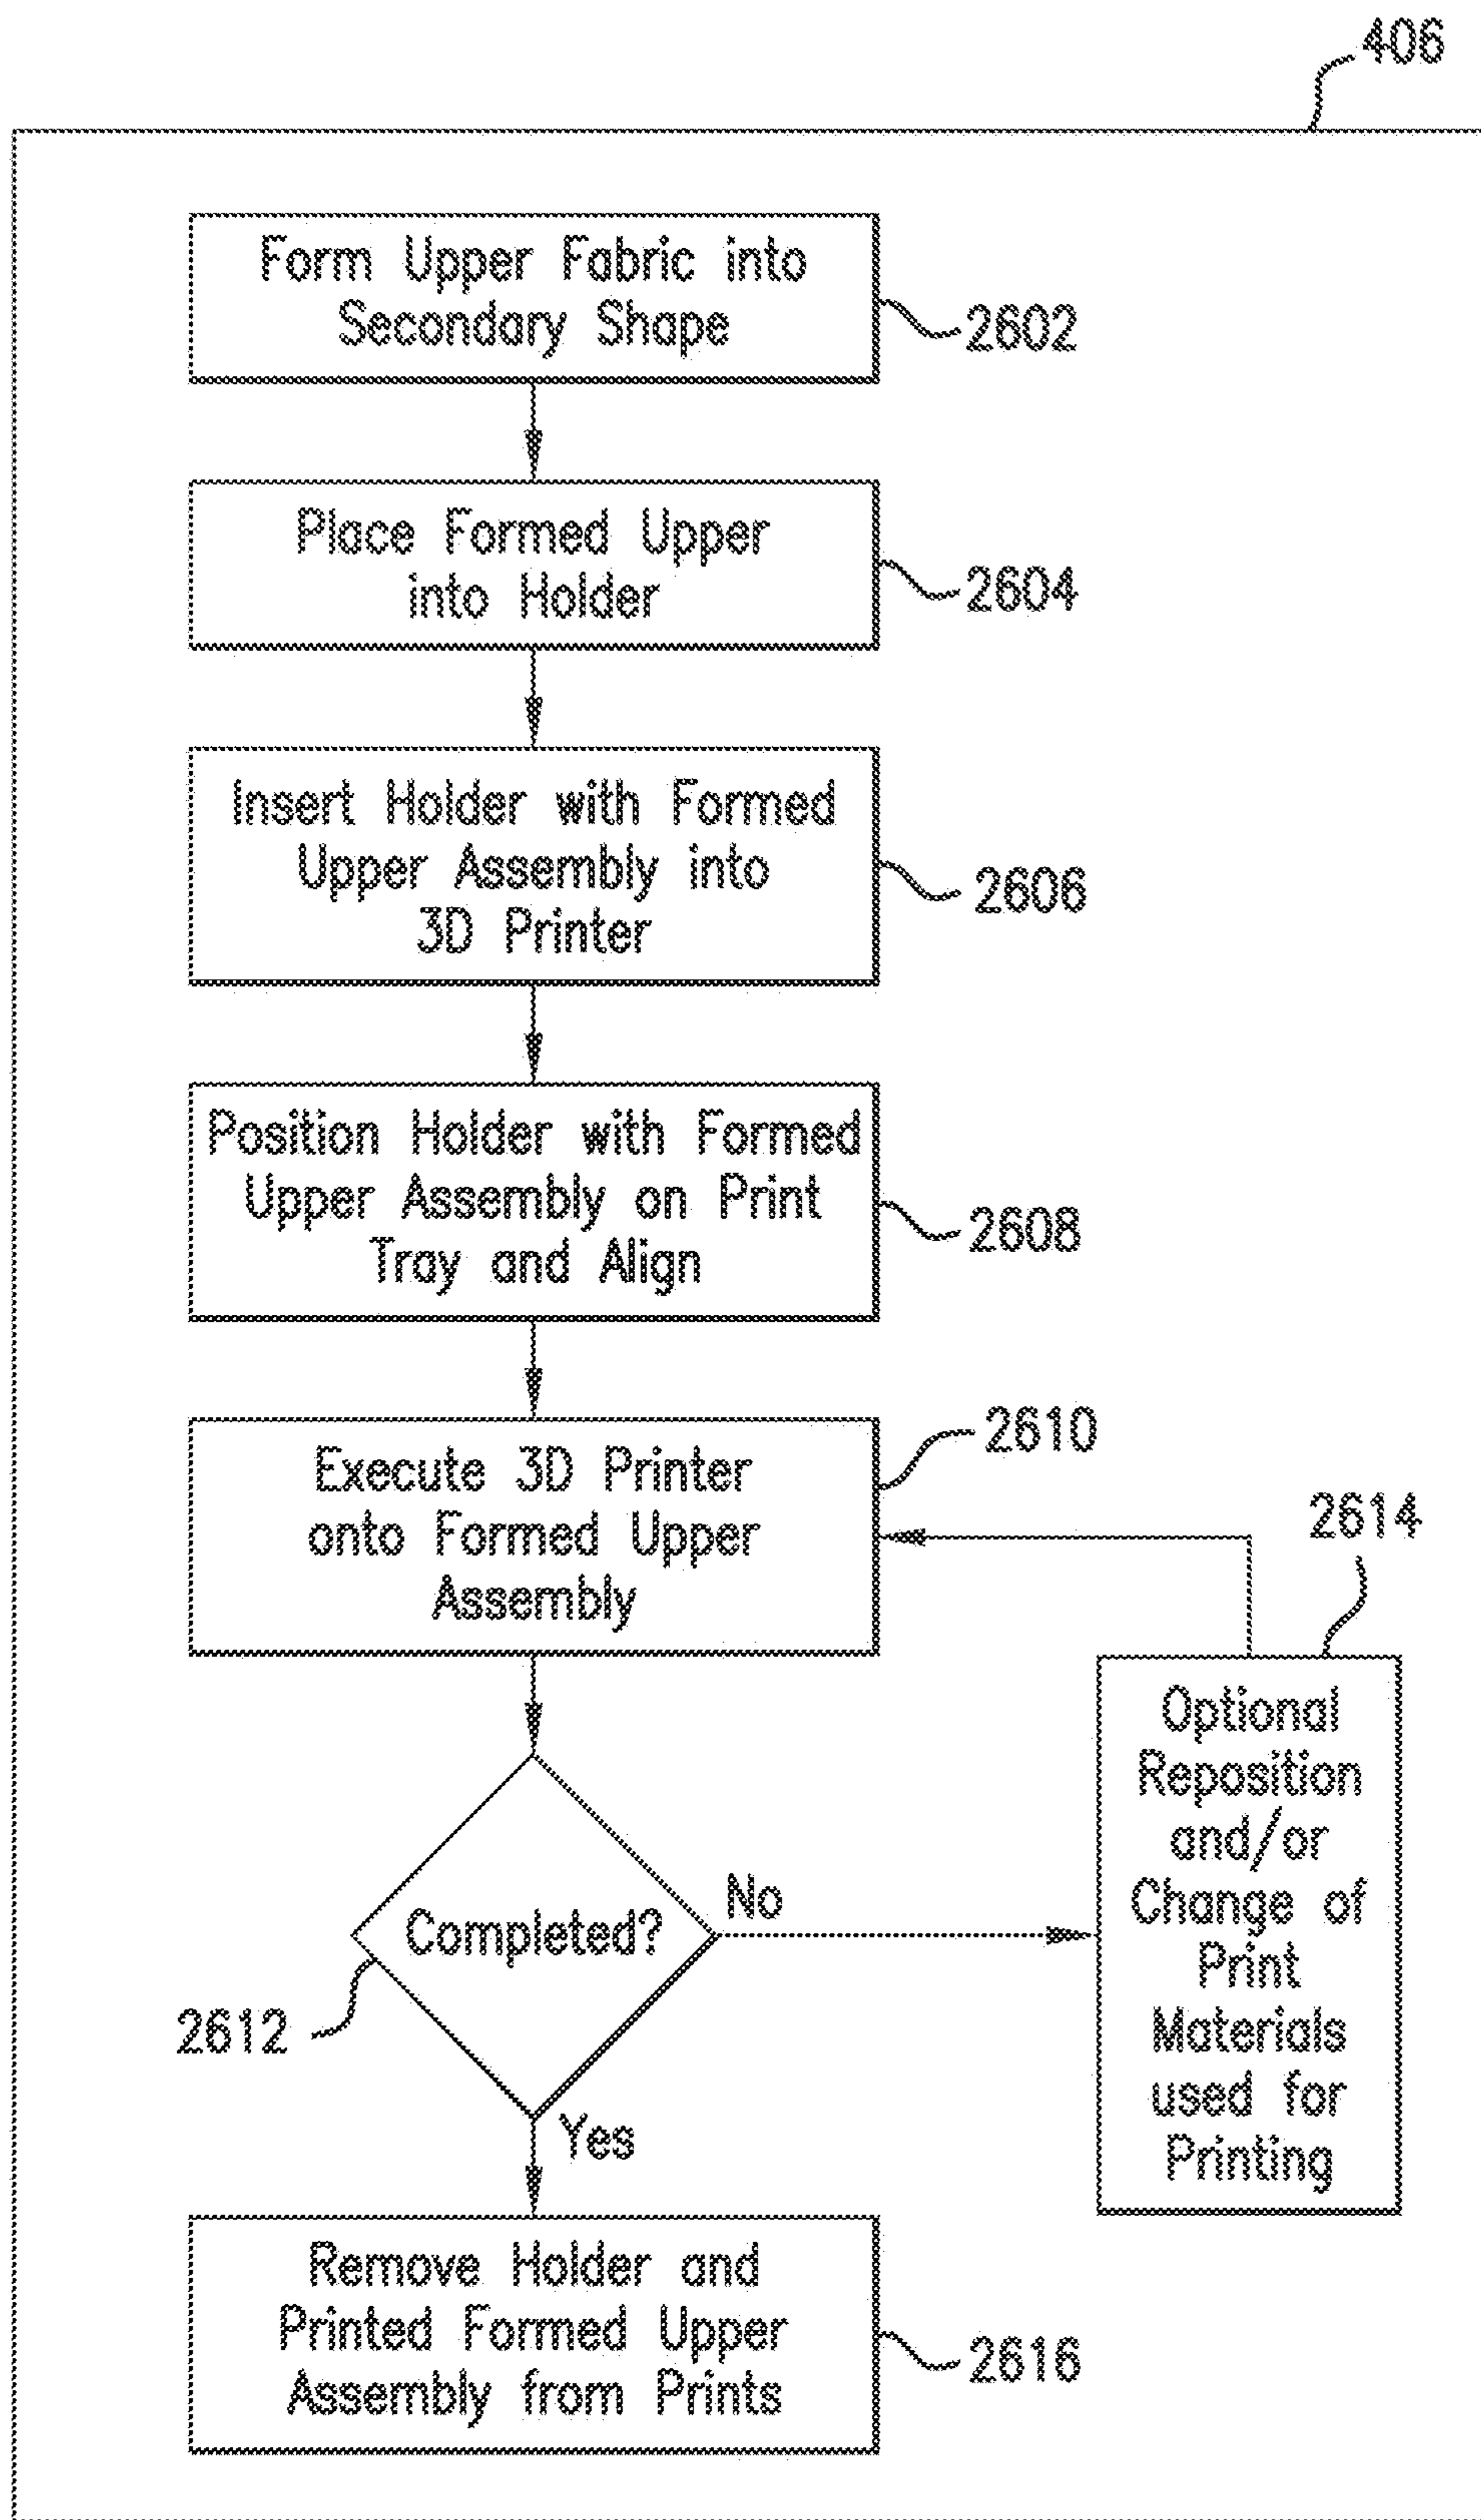 406
Form Upper Fabric into
Secondary Shape
2602
Place Formed Upper
into Holder
2604
Insert Holder with Formed
Upper Assembly into
3D Printer
2606
Position Holder with Formed
Upper Assembly on Print
Tray and Align
2608
Execute 3D Printer
onto Formed Upper
Assembly
2610
2614
Optional
Reposition
and/or
Change of
Print
Materials
used for
Printing
Completed?
No
2612
Yes
Remove Holder and
Printed Formed Upper
Assembly from Prints
2616